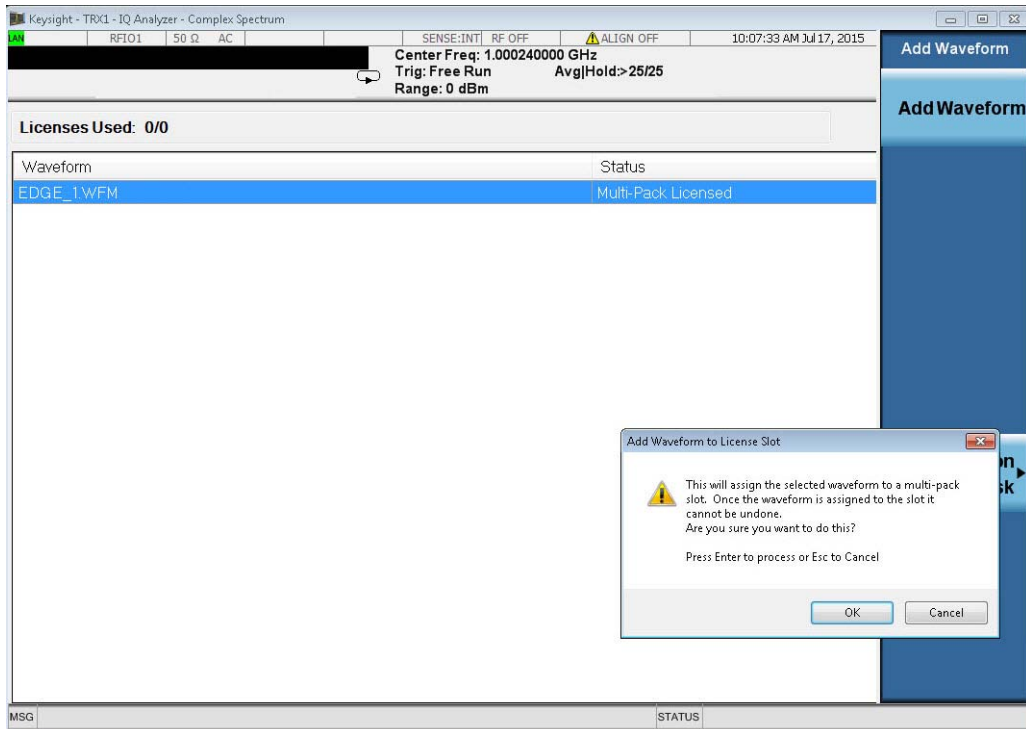 Keysight - TRX1 - IQ Analyzer - Complex Spectrum
LAN RFIO1 50 Ω AC SENSE:INT RF OFF ALIGN OFF 10:07:33 AM Jul 17, 2015
Center Freq: 1.000240000 GHz
Trig: Free Run Avg|Hold:>25/25
Range: 0 dBm
Add Waveform
Add Waveform
Licenses Used: 0/0
Waveform Status
EDGE_1.WFM Multi-Pack Licensed
Add Waveform to License Slot
This will assign the selected waveform to a multi-pack
slot. Once the waveform is assigned to the slot it
cannot be undone.
Are you sure you want to do this?
Press Enter to process or Esc to Cancel
OK Cancel
MSG STATUS